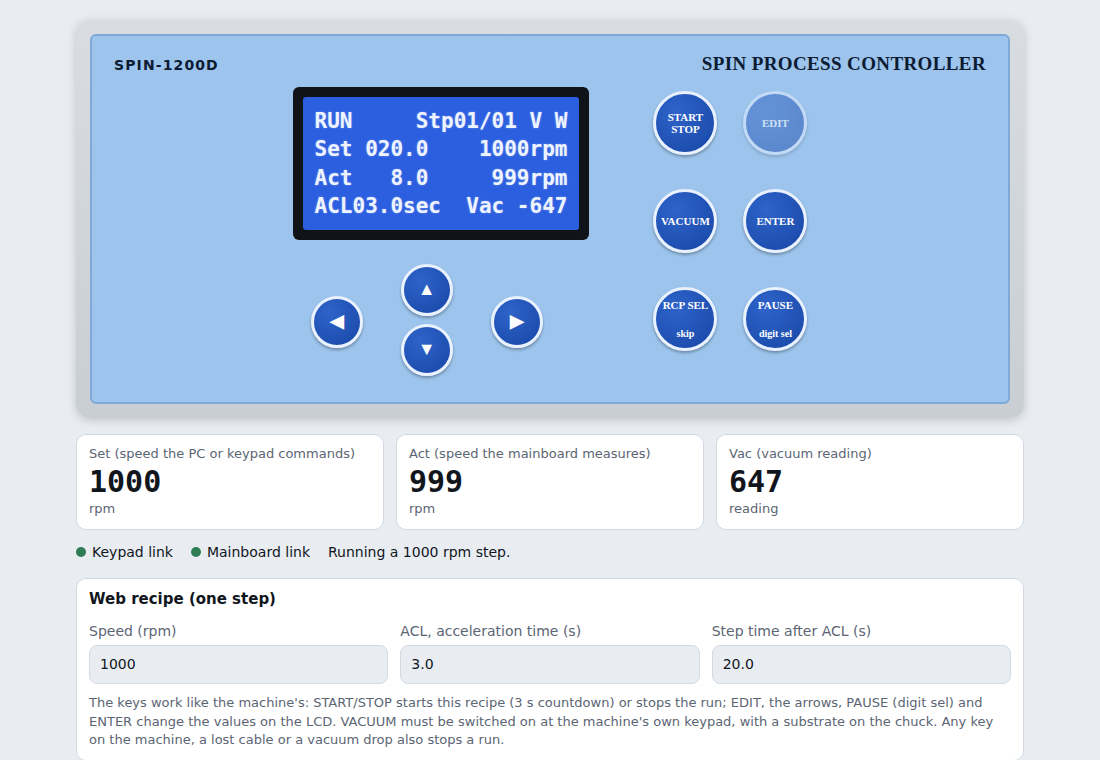 SPIN-1200D
SPIN PROCESS CONTROLLER
RUN Stp01/01 V W
Set 020.0 1000rpm
Act 8.0 999rpm
ACL03.0sec Vac -647
START
STOP
EDIT
VACUUM
ENTER
RCP SEL
skip
PAUSE
digit sel
▲
◀
▶
▼
Set (speed the PC or keypad commands)
1000
rpm
Act (speed the mainboard measures)
999
rpm
Vac (vacuum reading)
647
reading
Keypad link Mainboard link Running a 1000 rpm step.
Web recipe (one step)
Speed (rpm)
1000
ACL, acceleration time (s)
3.0
Step time after ACL (s)
20.0
The keys work like the machine's: START/STOP starts this recipe (3 s countdown) or stops the run; EDIT, the arrows, PAUSE (digit sel) and
ENTER change the values on the LCD. VACUUM must be switched on at the machine's own keypad, with a substrate on the chuck. Any key
on the machine, a lost cable or a vacuum drop also stops a run.